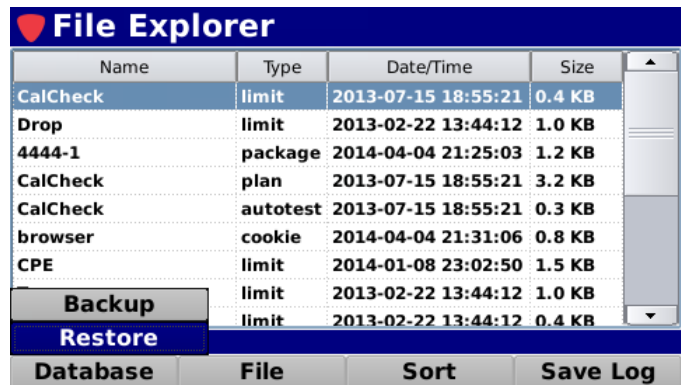 File Explorer
Name Type Date/Time Size
CalCheck limit 2013-07-15 18:55:21 0.4 KB
Drop limit 2013-02-22 13:44:12 1.0 KB
4444-1 package 2014-04-04 21:25:03 1.2 KB
CalCheck plan 2013-07-15 18:55:21 3.2 KB
CalCheck autotest 2013-07-15 18:55:21 0.3 KB
browser cookie 2014-04-04 21:31:06 0.8 KB
CPE limit 2014-01-08 23:02:50 1.5 KB
limit 2013-02-22 13:44:12 1.0 KB
Backup
limit 2013-02-22 13:44:12 0.4 KB
Restore
Database File Sort Save Log